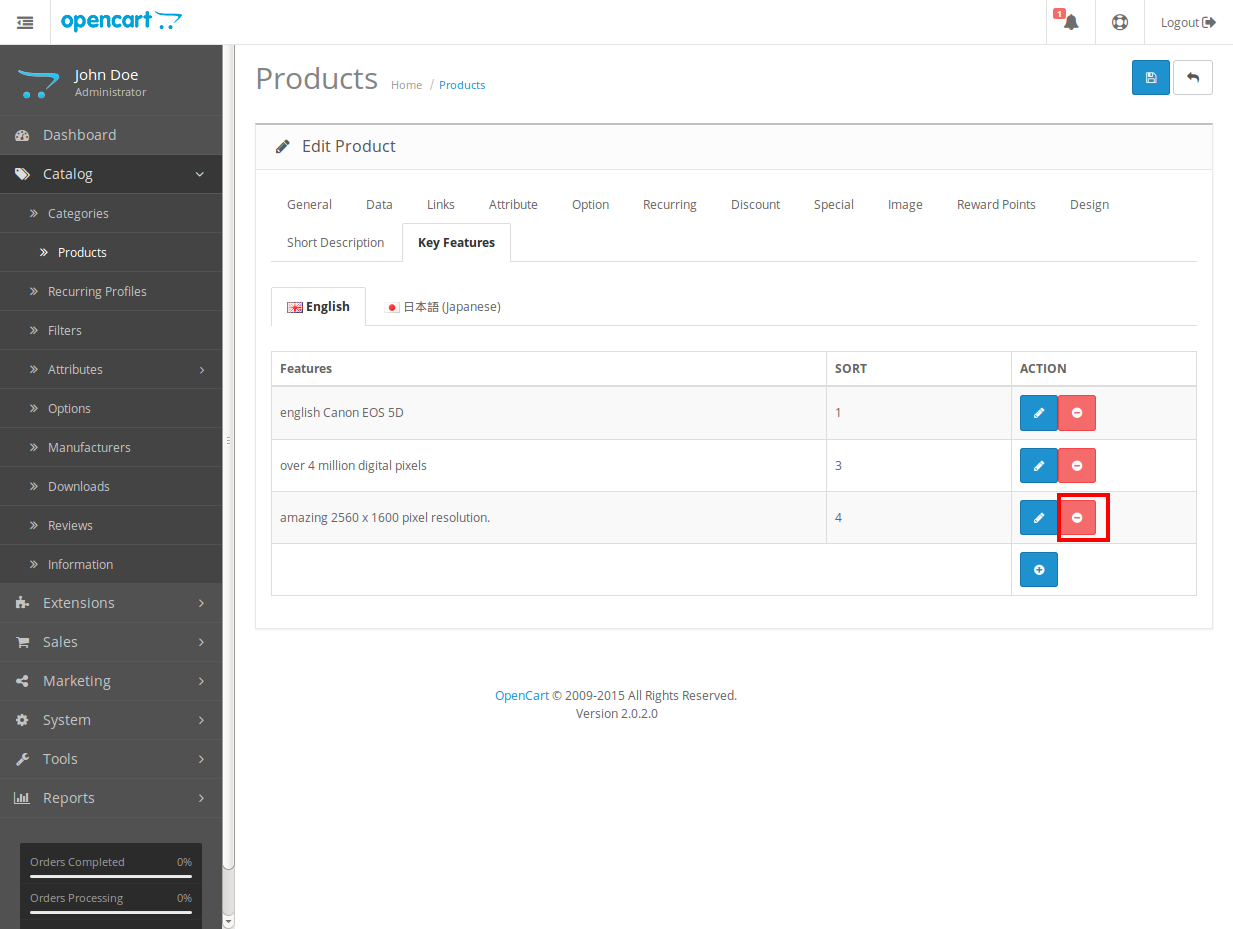 opencart
1
Logout
John Doe
Administrator
Dashboard
Catalog
Categories
Products
Recurring Profiles
Filters
Attributes
Options
Manufacturers
Downloads
Reviews
Information
Extensions
Sales
Marketing
System
Tools
Reports
Orders Completed 0%
Orders Processing 0%
Products Home / Products
Edit Product
General Data Links Attribute Option Recurring Discount Special Image Reward Points Design
Short Description Key Features
English 日本語 (Japanese)
Features SORT ACTION
english Canon EOS 5D 1
over 4 million digital pixels 3
amazing 2560 x 1600 pixel resolution. 4
OpenCart © 2009-2015 All Rights Reserved.
Version 2.0.2.0